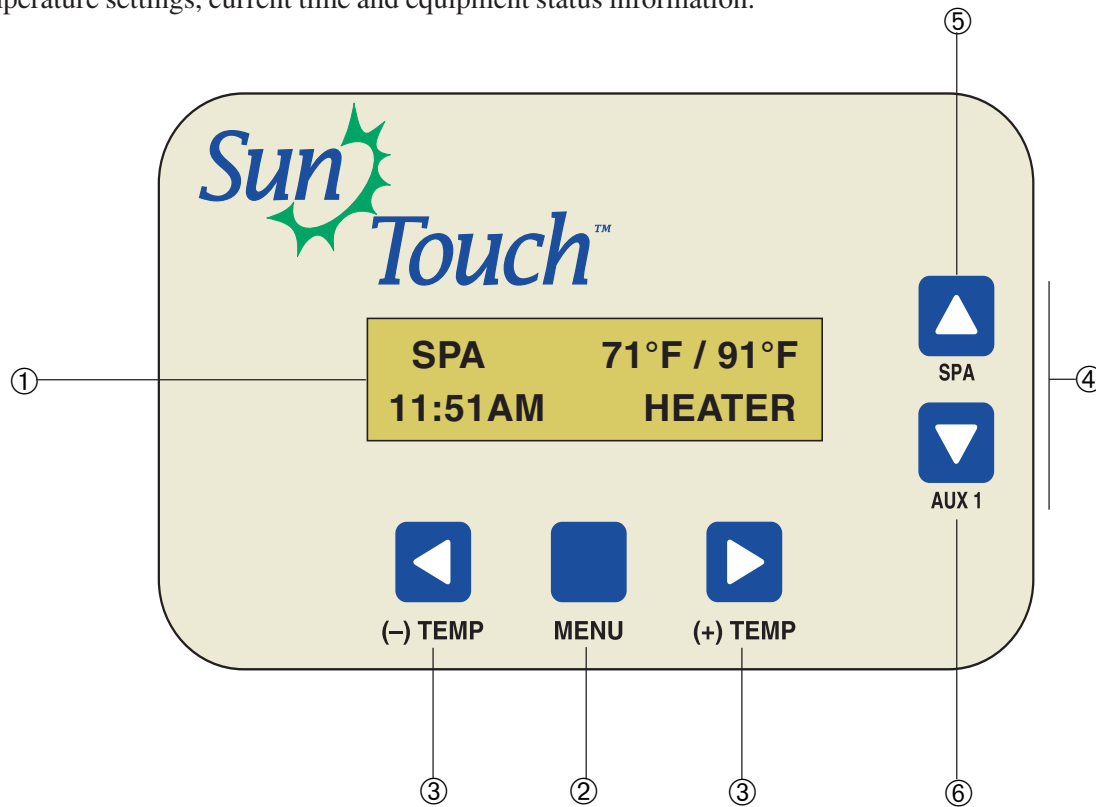 perature settings, current time and equipment status information.
⑤
Sun
Touch™
SPA 71°F / 91°F
11:51AM HEATER
①
SPA
④
AUX 1
(–) TEMP MENU (+) TEMP
③ ② ③ ⑥